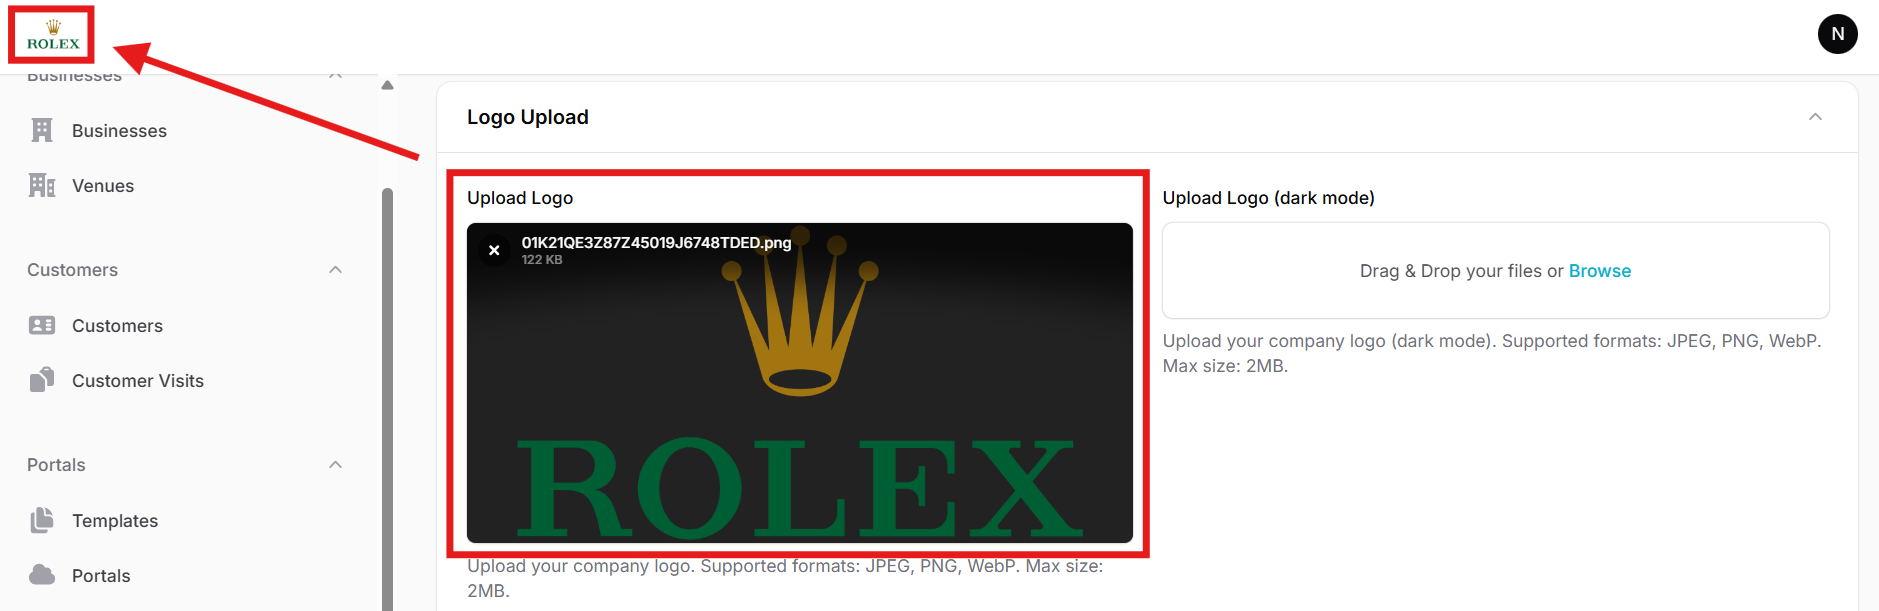 ROLEX
N
Businesses
Businesses
Venues
Customers
Customers
Customer Visits
Portals
Templates
Portals
Logo Upload
Upload Logo
01K21QE3Z87Z45019J6748TDED.png
122 KB
ROLEX
Upload your company logo. Supported formats: JPEG, PNG, WebP. Max size:
2MB.
Upload Logo (dark mode)
Drag & Drop your files or Browse
Upload your company logo (dark mode). Supported formats: JPEG, PNG, WebP.
Max size: 2MB.